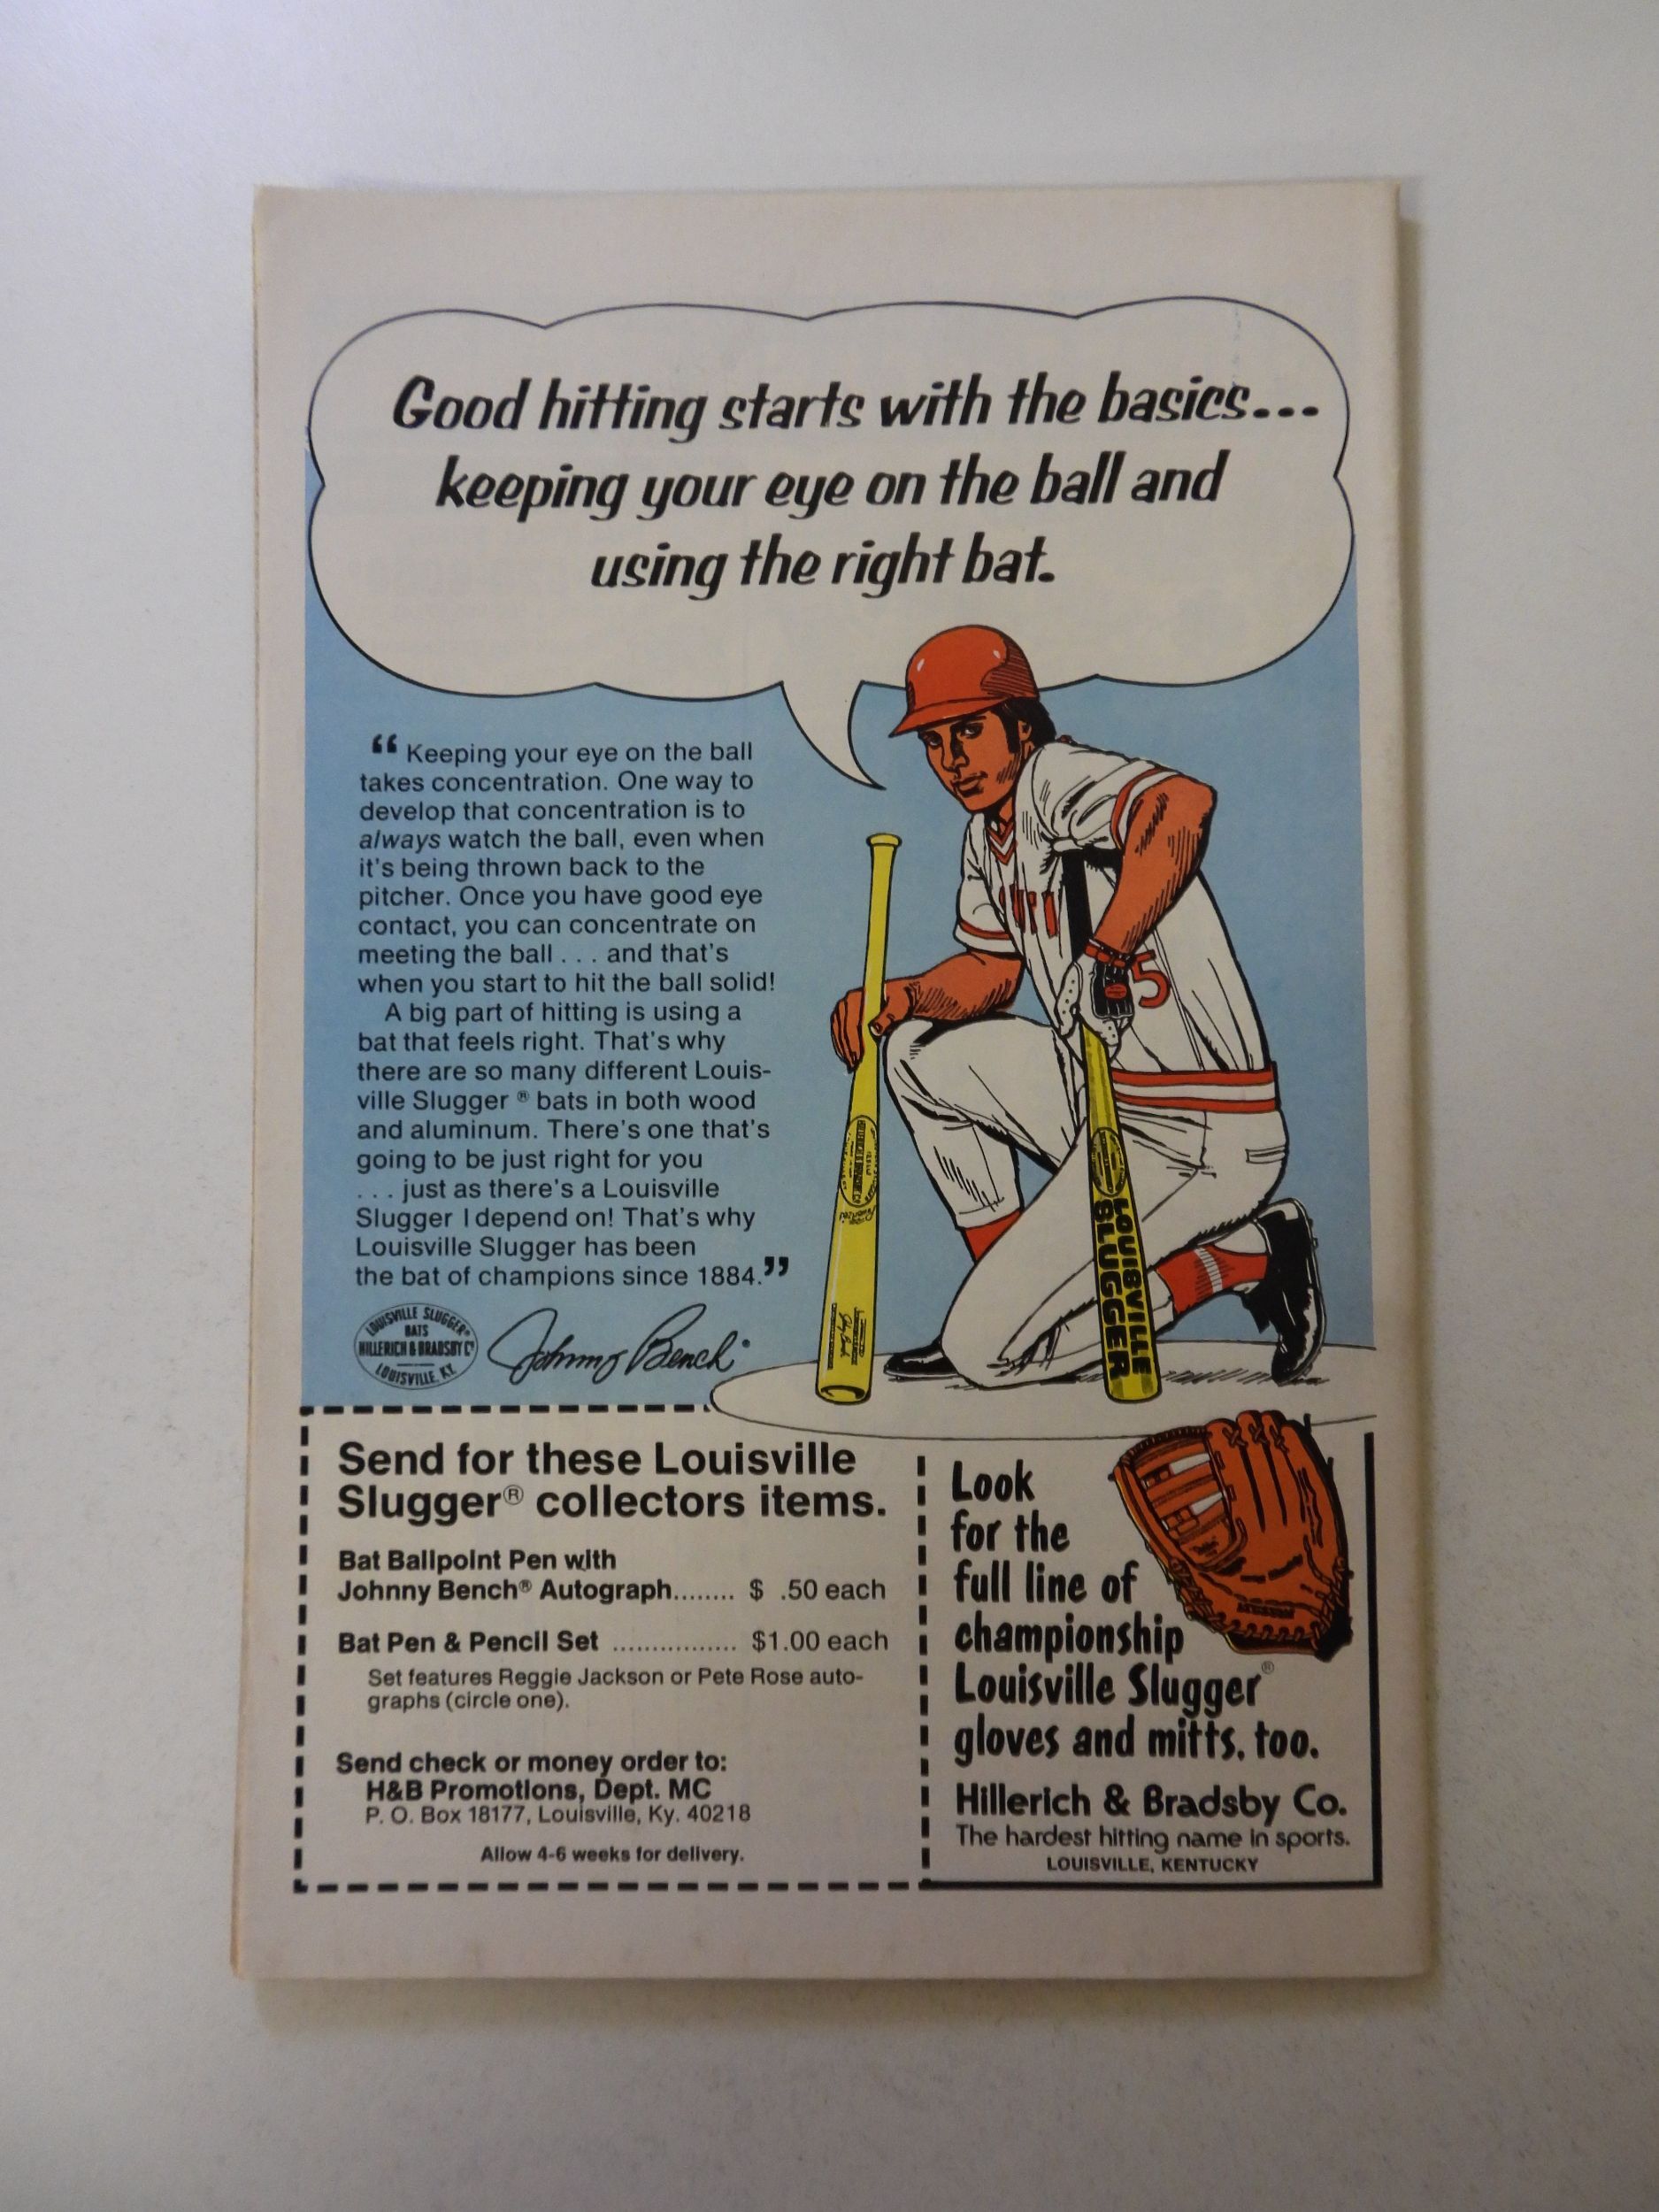 Good hitting starts with the basics...
keeping your eye on the ball and
using the right bat.
“ Keeping your eye on the ball
takes concentration. One way to
develop that concentration is to
always watch the ball, even when
it's being thrown back to the
pitcher. Once you have good eye
contact, you can concentrate on
meeting the ball . . . and that's
when you start to hit the ball solid!
A big part of hitting is using a
bat that feels right. That's why
there are so many different Louis-
ville Slugger ® bats in both wood
and aluminum. There's one that's
going to be just right for you
. . . just as there's a Louisville
Slugger I depend on! That's why
Louisville Slugger has been
the bat of champions since 1884.”
LOUISVILLE SLUGGER®
BATS
HILLERICH & BRADSBY Cº
LOUISVILLE, KY.
Johnny Bench
5
LOUISVILLE
SLUGGER
Send for these Louisville
Slugger® collectors items.
Bat Ballpoint Pen with
Johnny Bench® Autograph........ $ .50 each
Bat Pen & Pencil Set ................ $1.00 each
Set features Reggie Jackson or Pete Rose auto-
graphs (circle one).
Send check or money order to:
H&B Promotions, Dept. MC
P. O. Box 18177, Louisville, Ky. 40218
Allow 4-6 weeks for delivery.
Look
for the
full line of
championship
Louisville Slugger®
gloves and mitts, too.
Hillerich & Bradsby Co.
The hardest hitting name in sports.
LOUISVILLE, KENTUCKY